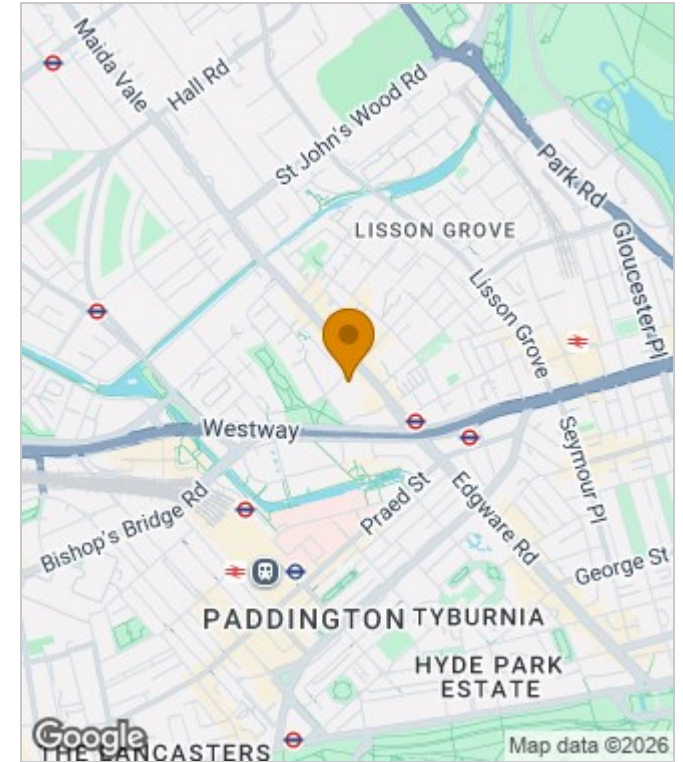 Maida Vale
Hall Rd
St John's Wood Rd
Park Rd
LISSON GROVE
Gloucester Pl
Lisson Grove
Westway
Seymour Pl
Praed St
Edgware Rd
Bishop's Bridge Rd
George St
PADDINGTON
TYBURNIA
HYDE PARK
ESTATE
Google
THE LANCASTERS
Map data ©2026